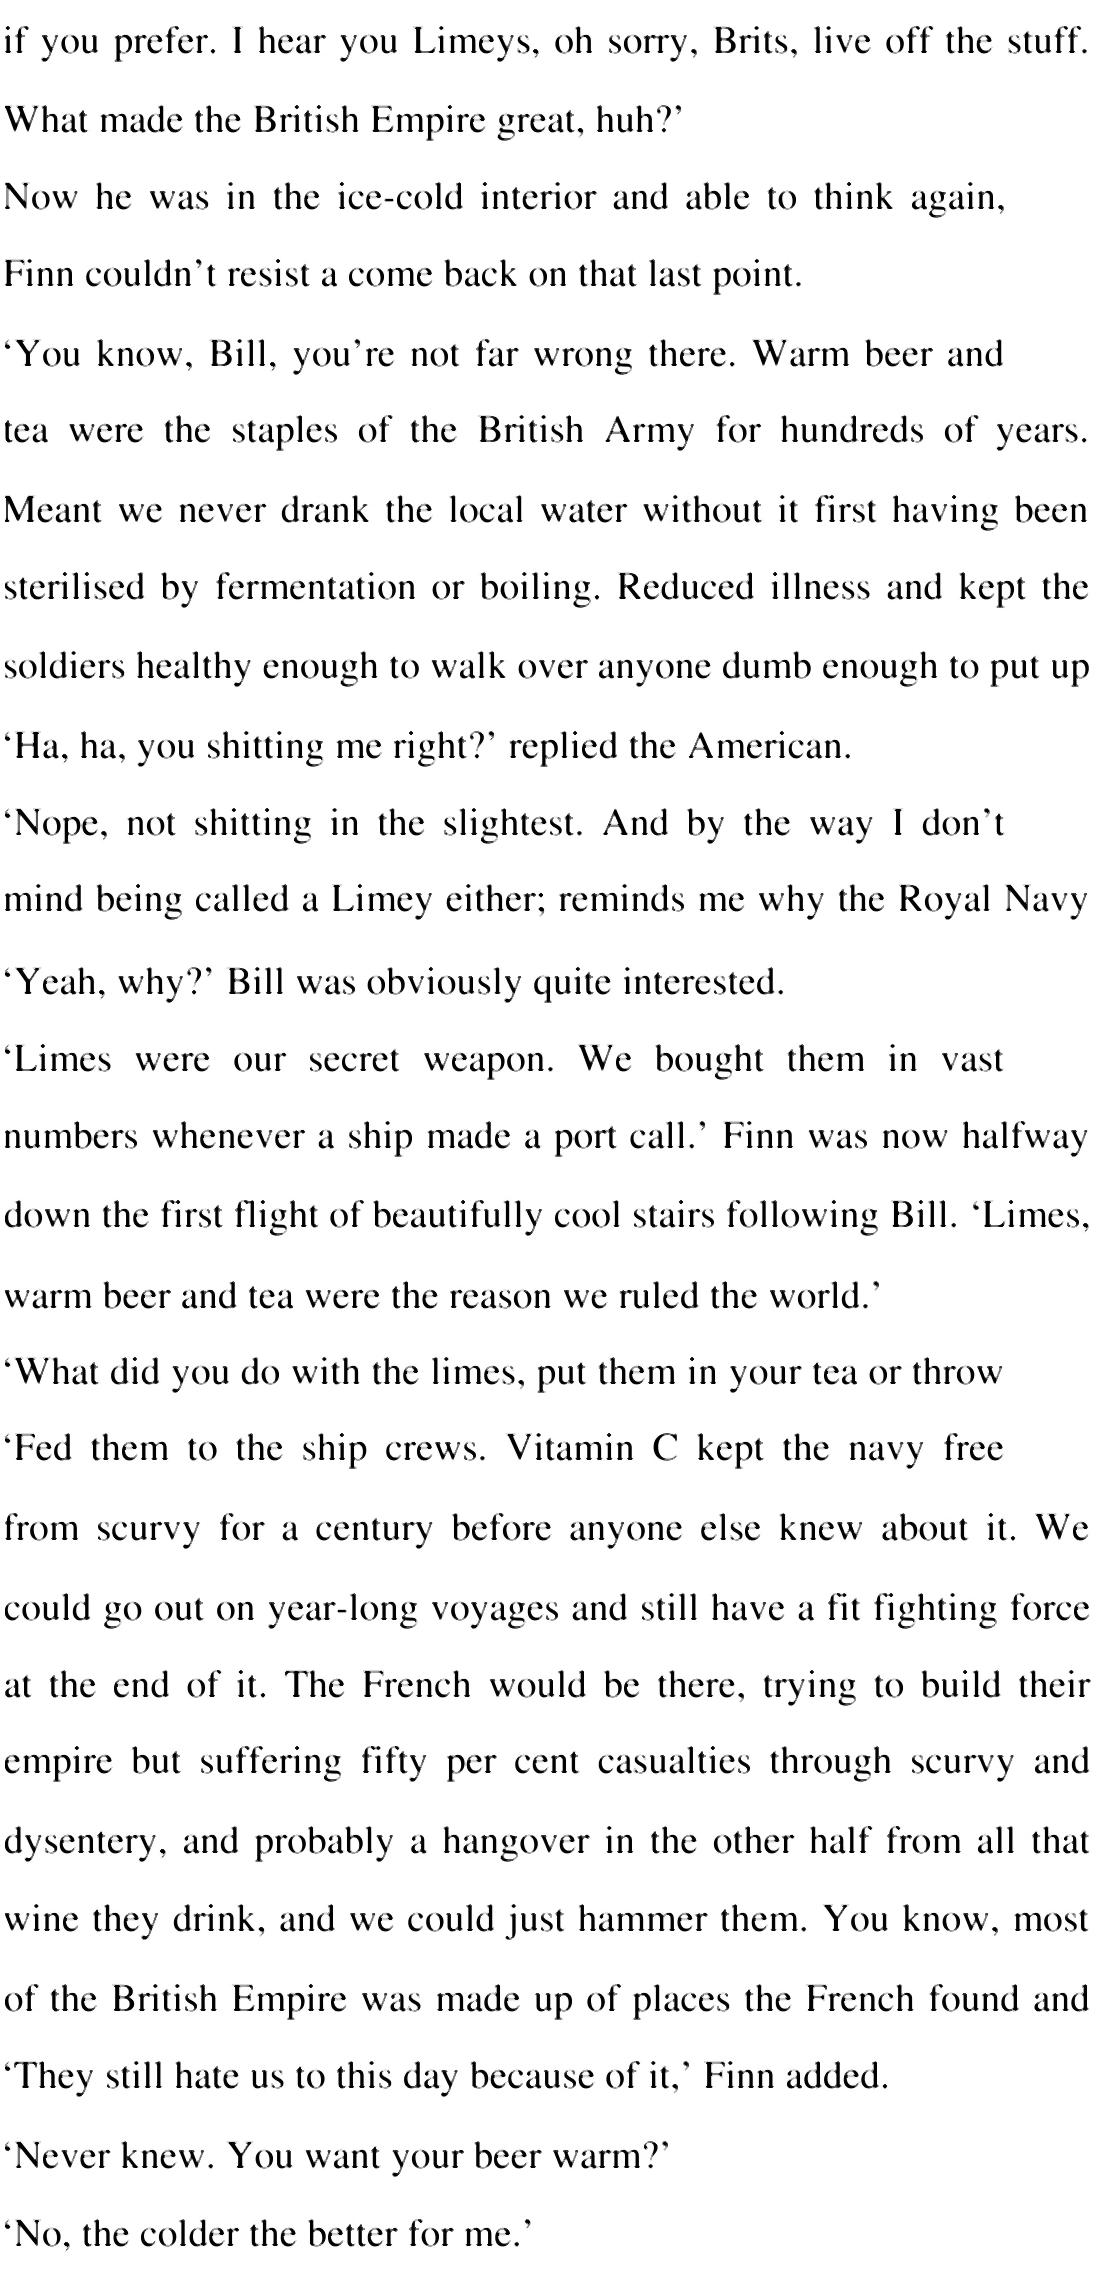 if you prefer. I hear you Limeys, oh sorry, Brits, live off the stuff.
What made the British Empire great, huh?’
Now he was in the ice-cold interior and able to think again,
Finn couldn’t resist a come back on that last point.
‘You know, Bill, you’re not far wrong there. Warm beer and
tea were the staples of the British Army for hundreds of years.
Meant we never drank the local water without it first having been
sterilised by fermentation or boiling. Reduced illness and kept the
soldiers healthy enough to walk over anyone dumb enough to put up
‘Ha, ha, you shitting me right?’ replied the American.
‘Nope, not shitting in the slightest. And by the way I don’t
mind being called a Limey either; reminds me why the Royal Navy
‘Yeah, why?’ Bill was obviously quite interested.
‘Limes were our secret weapon. We bought them in vast
numbers whenever a ship made a port call.’ Finn was now halfway
down the first flight of beautifully cool stairs following Bill. ‘Limes,
warm beer and tea were the reason we ruled the world.’
‘What did you do with the limes, put them in your tea or throw
‘Fed them to the ship crews. Vitamin C kept the navy free
from scurvy for a century before anyone else knew about it. We
could go out on year-long voyages and still have a fit fighting force
at the end of it. The French would be there, trying to build their
empire but suffering fifty per cent casualties through scurvy and
dysentery, and probably a hangover in the other half from all that
wine they drink, and we could just hammer them. You know, most
of the British Empire was made up of places the French found and
‘They still hate us to this day because of it,’ Finn added.
‘Never knew. You want your beer warm?’
‘No, the colder the better for me.’